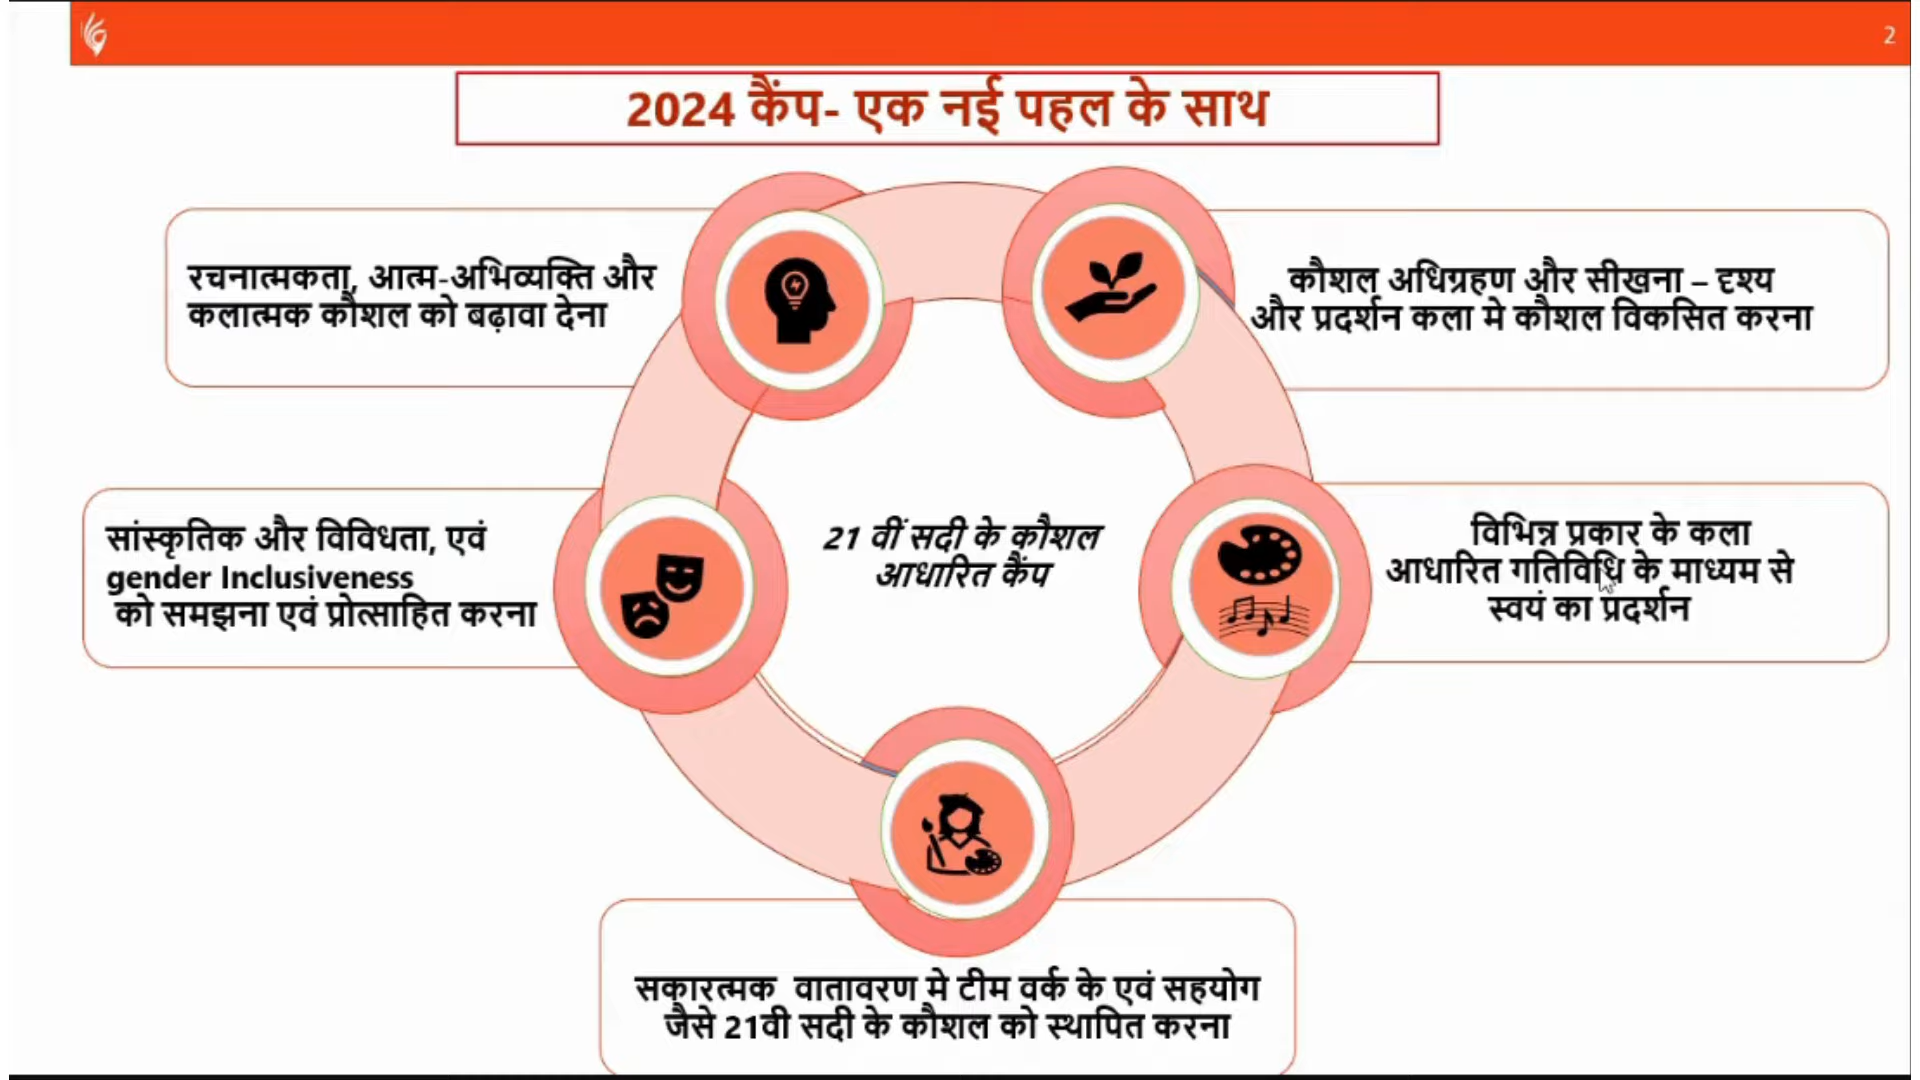 2
2024 कैंप- एक नई पहल के साथ
रचनात्मकता, आत्म-अभिव्यक्ति और
कलात्मक कौशल को बढ़ावा देना
कौशल अधिग्रहण और सीखना – दृश्य
और प्रदर्शन कला मे कौशल विकसित करना
सांस्कृतिक और विविधता, एवं
gender Inclusiveness
को समझना एवं प्रोत्साहित करना
21 वीं सदी के कौशल
आधारित कैंप
विभिन्न प्रकार के कला
आधारित गतिविधि के माध्यम से
स्वयं का प्रदर्शन
सकारत्मक वातावरण मे टीम वर्क के एवं सहयोग
जैसे 21वी सदी के कौशल को स्थापित करना